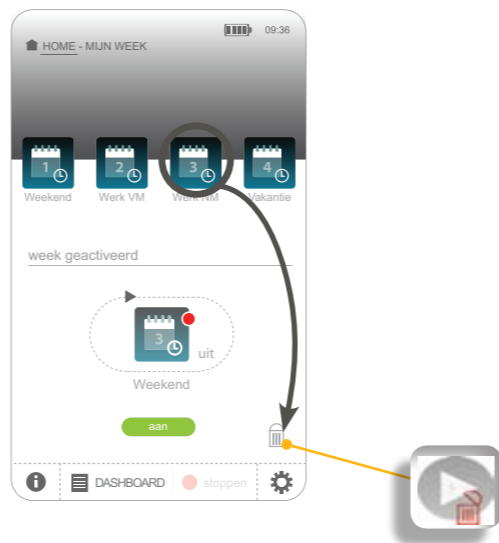 09:36
HOME - MIJN WEEK
1 2 3 4
Weekend Werk VM Werk NM Vakantie
week geactiveerd
3
uit
Weekend
aan
i DASHBOARD stoppen